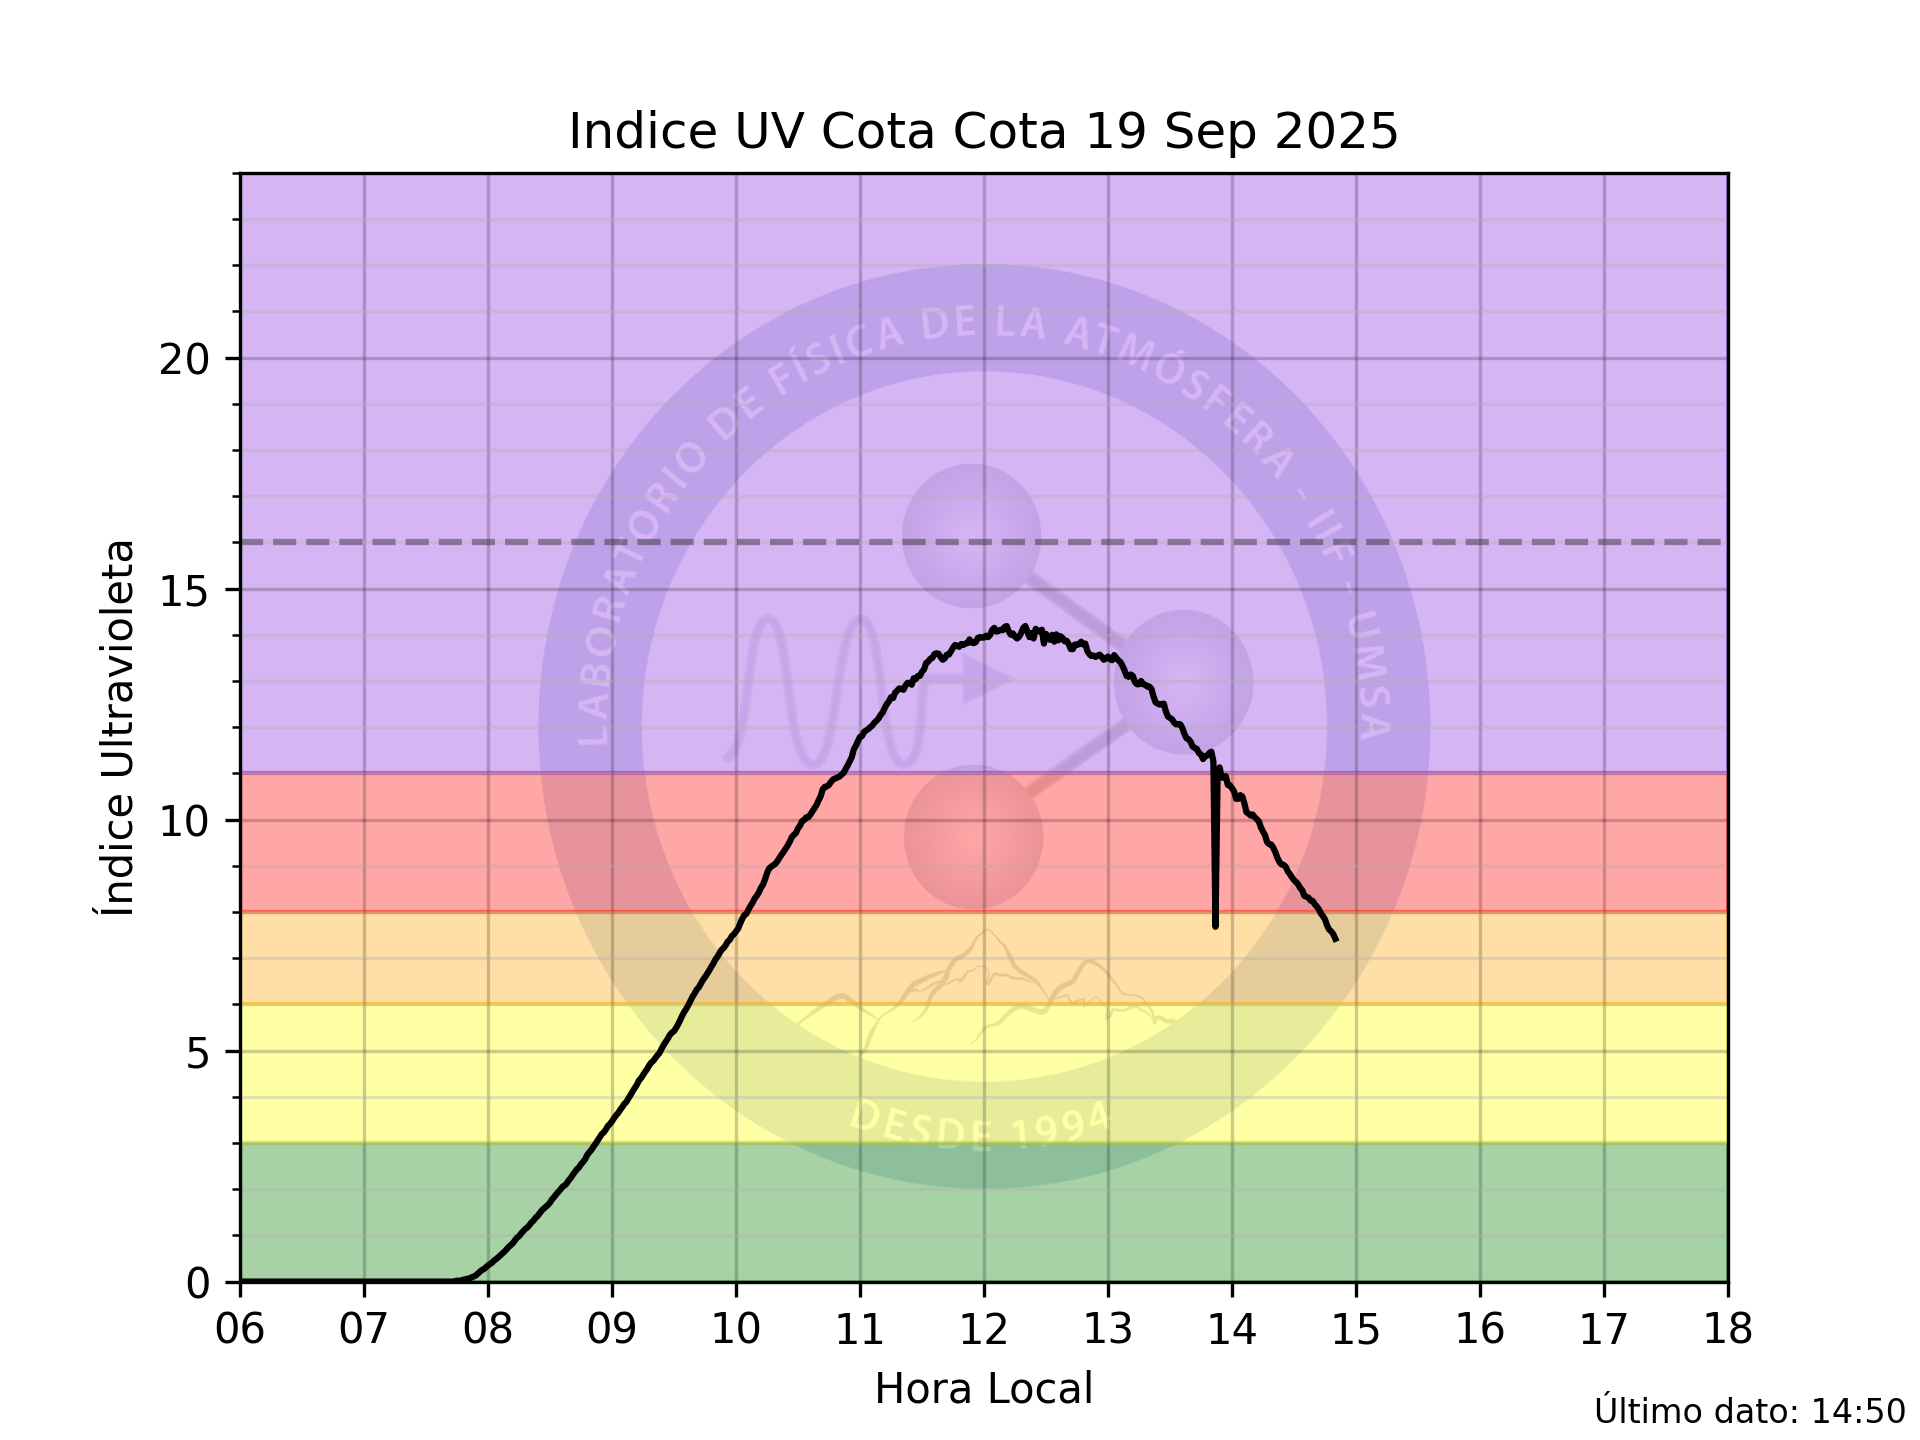 Indice UV Cota Cota 19 Sep 2025
LABORATORIO DE FÍSICA DE LA ATMÓSFERA - IIF - UMSA
DESDE 1994
Índice Ultravioleta
20
15
10
5
0
06 07 08 09 10 11 12 13 14 15 16 17 18
Hora Local
Último dato: 14:50